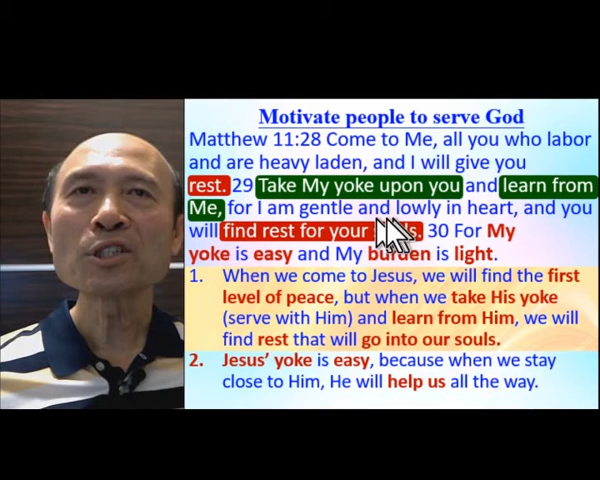 Motivate people to serve God
Matthew 11:28 Come to Me, all you who labor
and are heavy laden, and I will give you
rest. 29 Take My yoke upon you and learn from
Me, for I am gentle and lowly in heart, and you
will find rest for your 30 For My
yoke is easy and My burden is light.
1. When we come to Jesus, we will find the first
level of peace, but when we take His yoke
(serve with Him) and learn from Him, we will
find rest that will go into our souls.
2. Jesus' yoke is easy, because when we stay
close to Him, He will help us all the way.